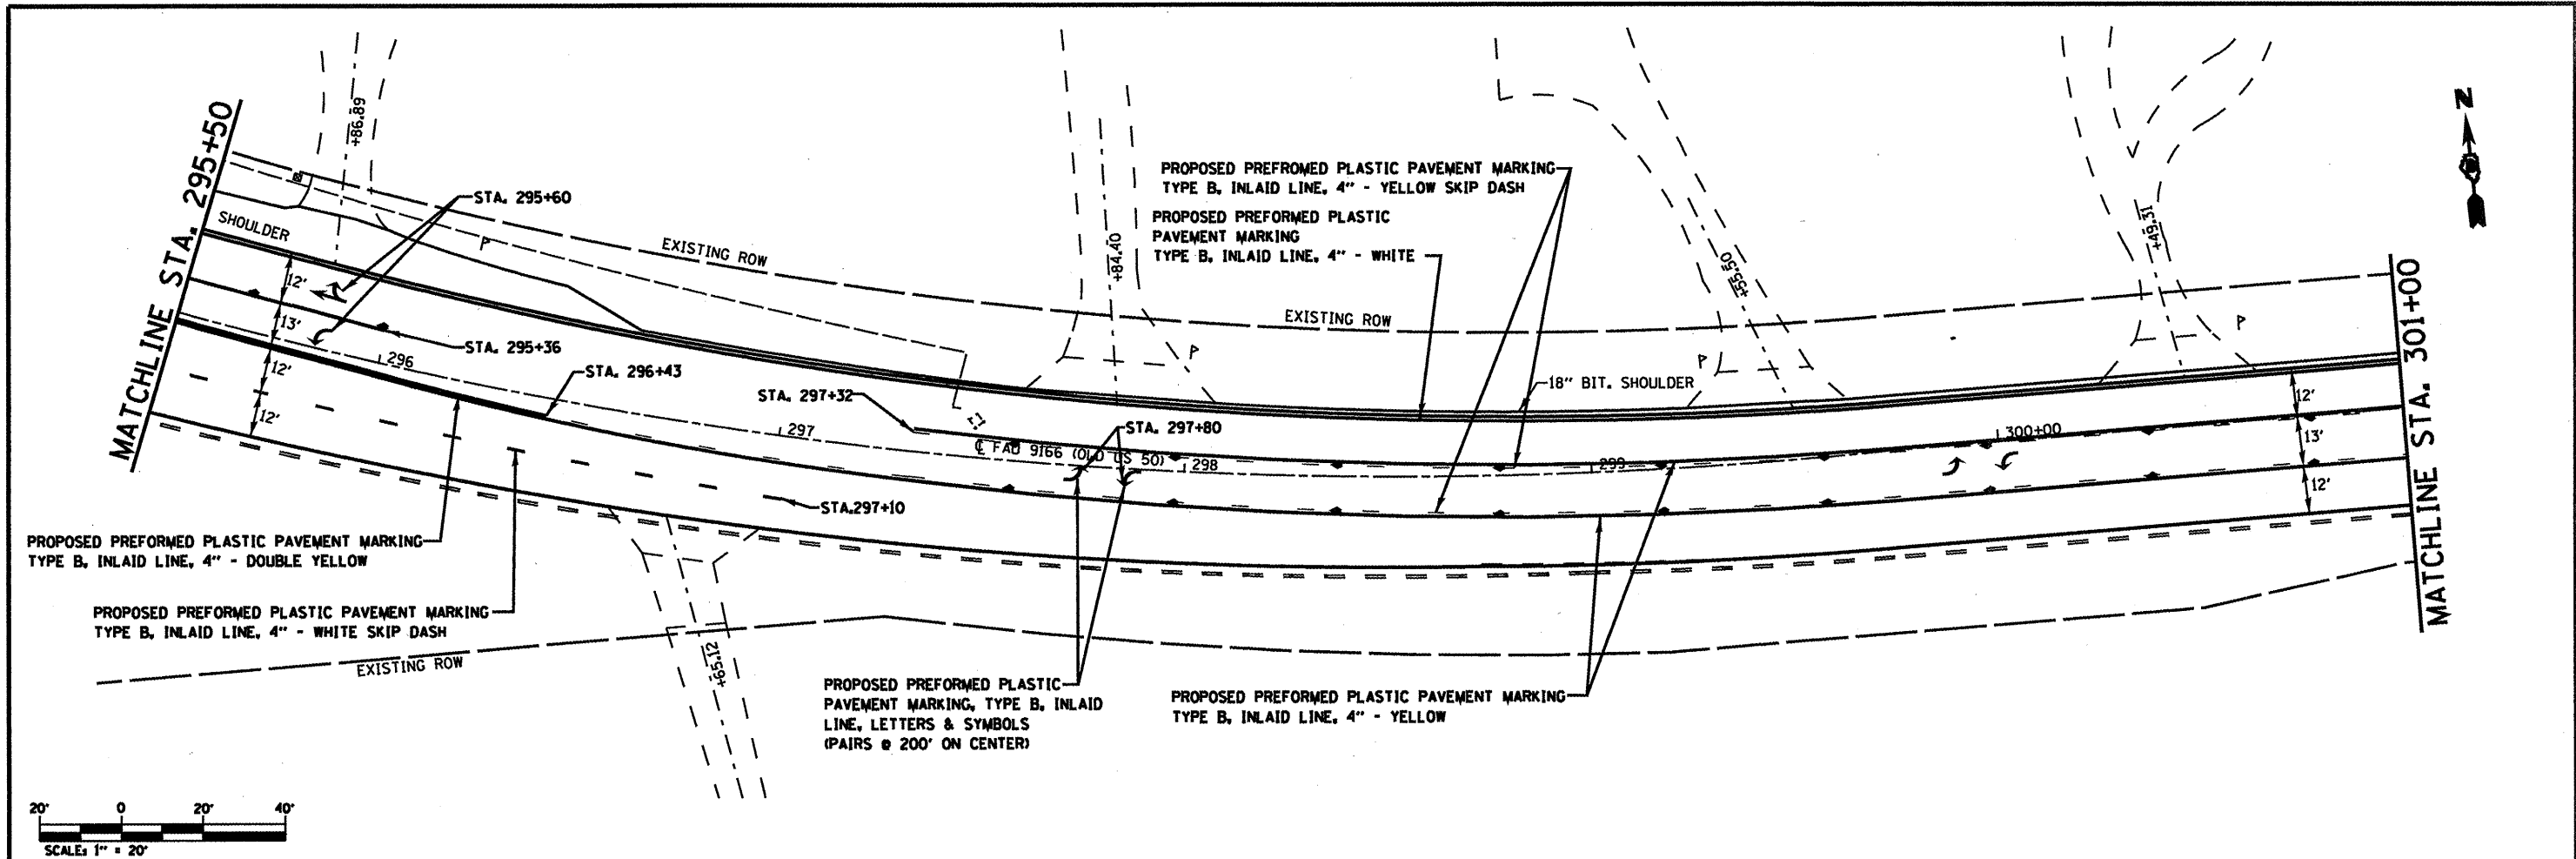 MATCHLINE STA. 295+50
+86.89
SHOULDER
STA. 295+60
12'
13'
12'
12'
296
STA. 295+36
STA. 296+43
P
EXISTING ROW
297
STA. 297+32
STA. 297+10
PROPOSED PREFORMED PLASTIC PAVEMENT MARKING
TYPE B, INLAID LINE, 4" - DOUBLE YELLOW
PROPOSED PREFORMED PLASTIC PAVEMENT MARKING
TYPE B, INLAID LINE, 4" - WHITE SKIP DASH
EXISTING ROW
+65.12
+84.40
P
PROPOSED PREFROMED PLASTIC PAVEMENT MARKING
TYPE B, INLAID LINE, 4" - YELLOW SKIP DASH
PROPOSED PREFORMED PLASTIC
PAVEMENT MARKING
TYPE B, INLAID LINE, 4" - WHITE
EXISTING ROW
STA. 297+80
℄ FAU 9166 (OLD US 50)
298
299
300+00
18" BIT. SHOULDER
P
+55.50
+49.31
P
N
12'
13'
12'
MATCHLINE STA. 301+00
PROPOSED PREFORMED PLASTIC
PAVEMENT MARKING, TYPE B, INLAID
LINE, LETTERS & SYMBOLS
(PAIRS @ 200' ON CENTER)
PROPOSED PREFORMED PLASTIC PAVEMENT MARKING
TYPE B, INLAID LINE, 4" - YELLOW
20' 0 20' 40'
SCALE: 1" = 20'